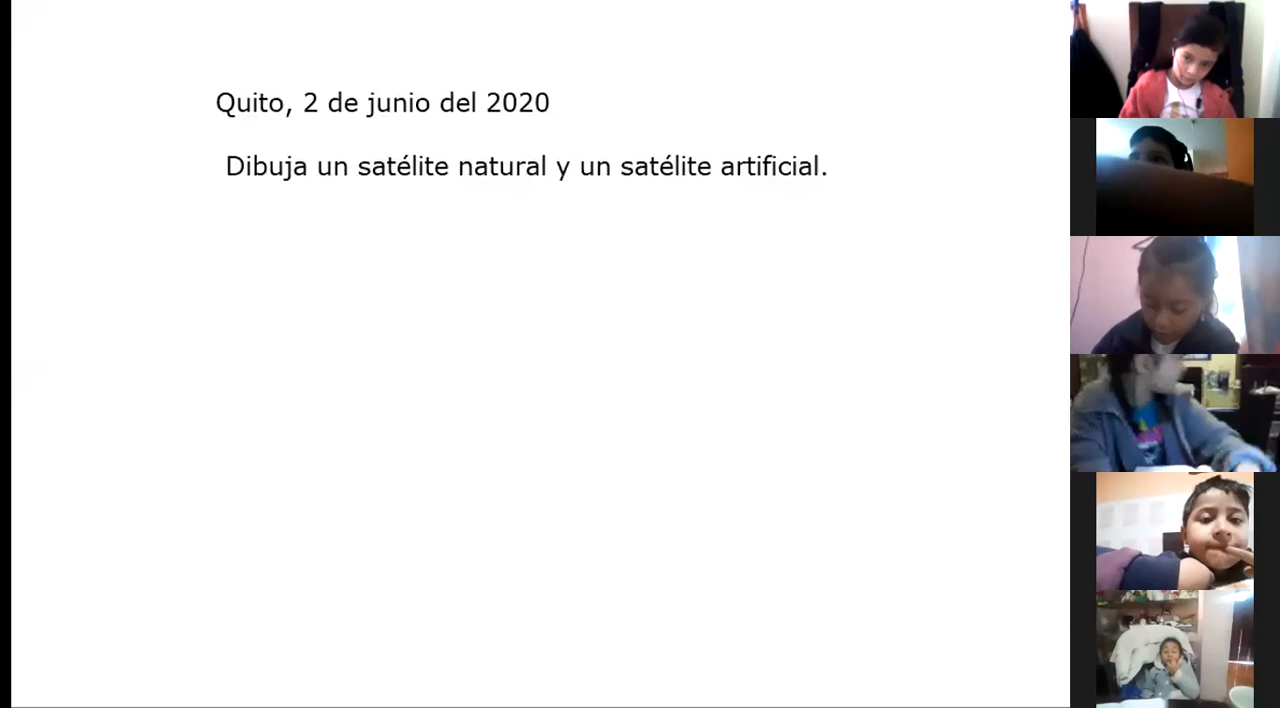 Quito, 2 de junio del 2020
Dibuja un satélite natural y un satélite artificial.